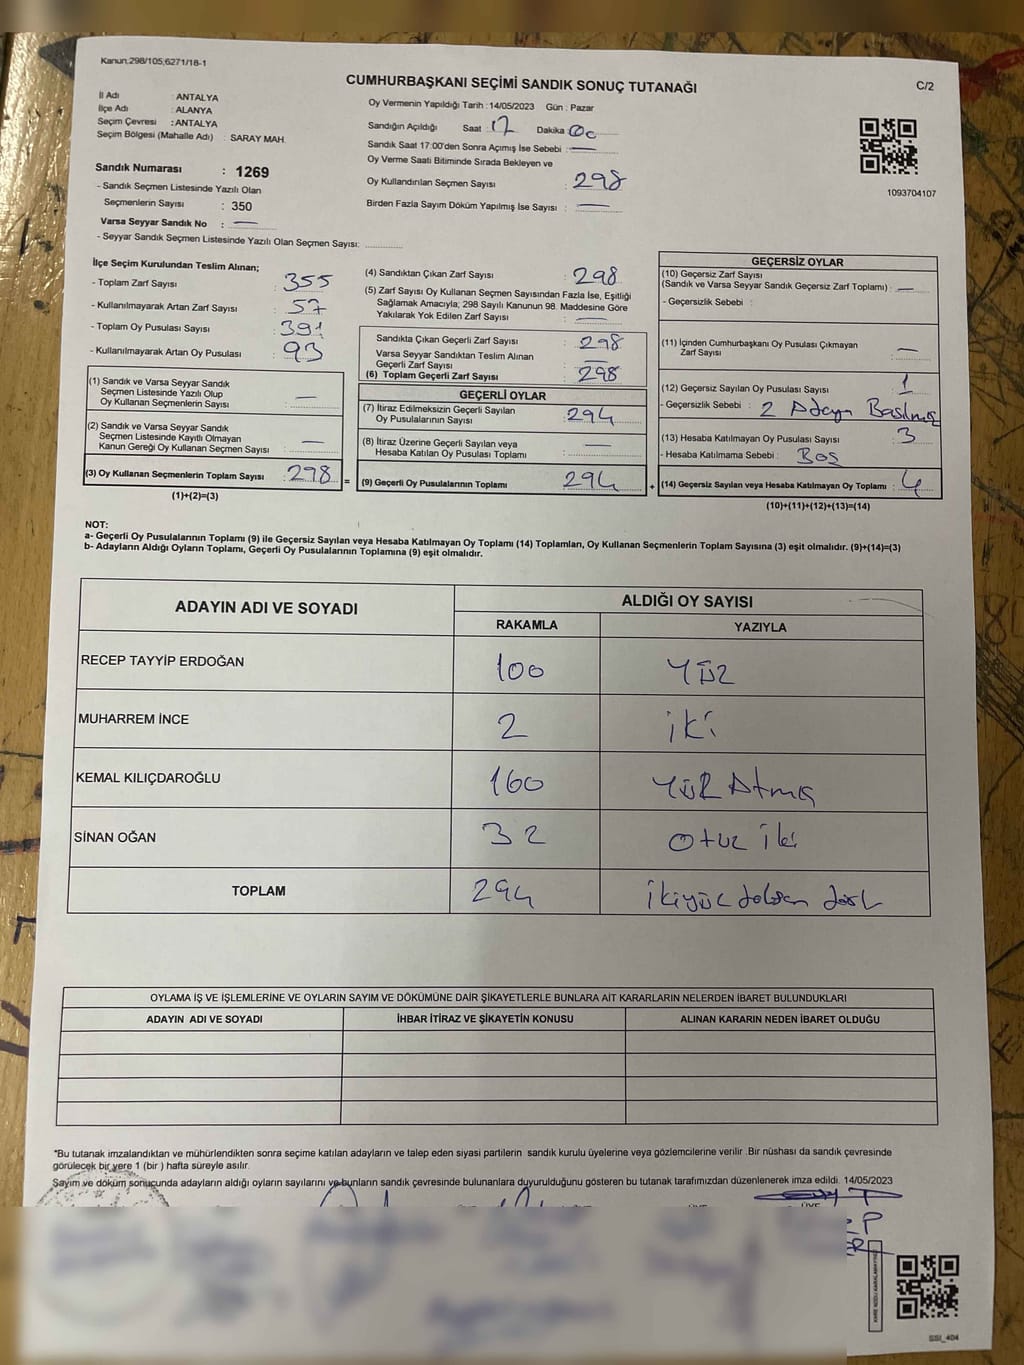 Kanun;298/105;6271/18-1
CUMHURBAŞKANI SEÇİMİ SANDIK SONUÇ TUTANAĞI
C/2
İl Adı : ANTALYA
İlçe Adı : ALANYA
Seçim Çevresi : ANTALYA
Seçim Bölgesi (Mahalle Adı) : SARAY MAH.
Oy Vermenin Yapıldığı Tarih : 14/05/2023 Gün : Pazar
Sandığın Açıldığı Saat : 17 Dakika : 00
Sandık Saat 17:00'den Sonra Açımış İse Sebebi : —
Oy Verme Saati Bitiminde Sırada Bekleyen ve
Oy Kullandırılan Seçmen Sayısı : 298
Birden Fazla Sayım Döküm Yapılmış İse Sayısı : —
1093704107
Sandık Numarası : 1269
- Sandık Seçmen Listesinde Yazılı Olan
Seçmenlerin Sayısı : 350
Varsa Seyyar Sandık No : —
- Seyyar Sandık Seçmen Listesinde Yazılı Olan Seçmen Sayısı:
İlçe Seçim Kurulundan Teslim Alınan;
- Toplam Zarf Sayısı : 355
- Kullanılmayarak Artan Zarf Sayısı : 57
- Toplam Oy Pusulası Sayısı : 391
- Kullanılmayarak Artan Oy Pusulası : 93
(1) Sandık ve Varsa Seyyar Sandık
Seçmen Listesinde Yazılı Olup
Oy Kullanan Seçmenlerin Sayısı : —
(2) Sandık ve Varsa Seyyar Sandık
Seçmen Listesinde Kayıtlı Olmayan
Kanun Gereği Oy Kullanan Seçmen Sayısı : —
(3) Oy Kullanan Seçmenlerin Toplam Sayısı : 298 =
(1)+(2)=(3)
(4) Sandıktan Çıkan Zarf Sayısı : 298
(5) Zarf Sayısı Oy Kullanan Seçmen Sayısından Fazla İse, Eşitliği
Sağlamak Amacıyla; 298 Sayılı Kanunun 98. Maddesine Göre
Yakılarak Yok Edilen Zarf Sayısı : —
Sandıkta Çıkan Geçerli Zarf Sayısı : 298
Varsa Seyyar Sandıktan Teslim Alınan
Geçerli Zarf Sayısı : —
(6) Toplam Geçerli Zarf Sayısı : 298
GEÇERLİ OYLAR
(7) İtiraz Edilmeksizin Geçerli Sayılan
Oy Pusulalarının Sayısı : 294
(8) İtiraz Üzerine Geçerli Sayılan veya
Hesaba Katılan Oy Pusulası Toplamı : —
(9) Geçerli Oy Pusulalarının Toplamı : 294 +
GEÇERSİZ OYLAR
(10) Geçersiz Zarf Sayısı
(Sandık ve Varsa Seyyar Sandık Geçersiz Zarf Toplamı) : —
- Geçersizlik Sebebi :
(11) İçinden Cumhurbaşkanı Oy Pusulası Çıkmayan
Zarf Sayısı : —
(12) Geçersiz Sayılan Oy Pusulası Sayısı : 1
- Geçersizlik Sebebi : 2 Adaya Basılmış
(13) Hesaba Katılmayan Oy Pusulası Sayısı : 3
- Hesaba Katılmama Sebebi : Boş
(14) Geçersiz Sayılan veya Hesaba Katılmayan Oy Toplamı : 4
(10)+(11)+(12)+(13)=(14)
NOT:
a- Geçerli Oy Pusulalarının Toplamı (9) ile Geçersiz Sayılan veya Hesaba Katılmayan Oy Toplamı (14) Toplamları, Oy Kullanan Seçmenlerin Toplam Sayısına (3) eşit olmalıdır. (9)+(14)=(3)
b- Adayların Aldığı Oyların Toplamı, Geçerli Oy Pusulalarının Toplamına (9) eşit olmalıdır.
ADAYIN ADI VE SOYADI ALDIĞI OY SAYISI
RAKAMLA YAZIYLA
RECEP TAYYİP ERDOĞAN 100 YÜZ
MUHARREM İNCE 2 iki
KEMAL KILIÇDAROĞLU 160 YÜZ Atmış
SİNAN OĞAN 32 Otuz iki
TOPLAM 294 ikiyüz doksan dört
OYLAMA İŞ VE İŞLEMLERİNE VE OYLARIN SAYIM VE DÖKÜMÜNE DAİR ŞİKAYETLERLE BUNLARA AİT KARARLARIN NELERDEN İBARET BULUNDUKLARI
ADAYIN ADI VE SOYADI İHBAR İTİRAZ VE ŞİKAYETİN KONUSU ALINAN KARARIN NEDEN İBARET OLDUĞU
*Bu tutanak imzalandıktan ve mühürlendikten sonra seçime katılan adayların ve talep eden siyasi partilerin sandık kurulu üyelerine veya gözlemcilerine verilir .Bir nüshası da sandık çevresinde
görülecek bir yere 1 (bir ) hafta süreyle asılır.
Sayım ve döküm sonucunda adayların aldığı oyların sayılarını ve bunların sandık çevresinde bulunanlara duyurulduğunu gösteren bu tutanak tarafımızdan düzenlenerek imza edildi. 14/05/2023
SSI_404